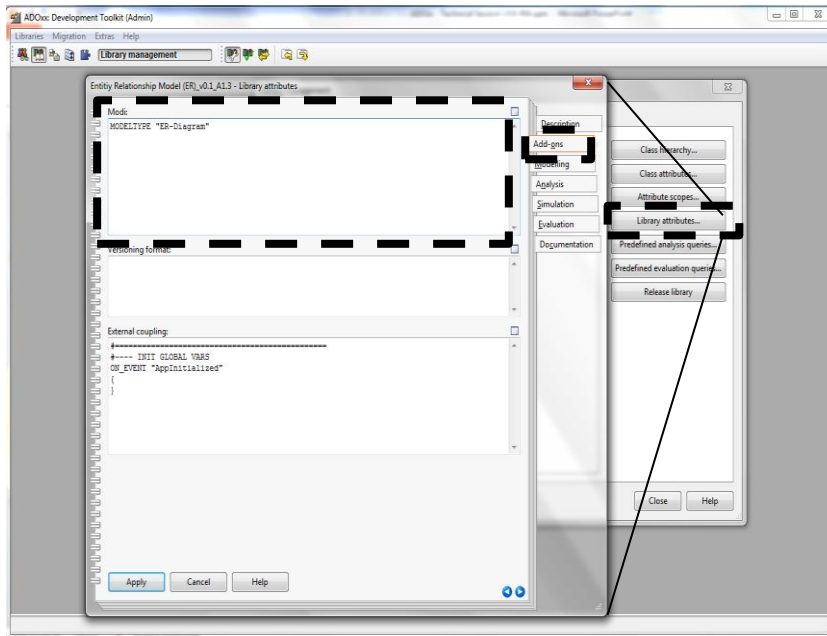 ADOxx: Development Toolkit (Admin)
Libraries Migration Extras Help
Library management
Entitiy Relationship Model (ER)_v0.1_A1.3 - Library attributes
Modi:
MODELTYPE "ER-Diagram"
Versioning format:
External coupling:
#================================================
#---- INIT GLOBAL VARS
ON_EVENT "AppInitialized"
{
}
Apply
Cancel
Help
Description
Add-ons
Modelling
Analysis
Simulation
Evaluation
Documentation
Class hierarchy...
Class attributes...
Attribute scopes...
Library attributes...
Predefined analysis queries...
Predefined evaluation queries...
Release library
Close
Help